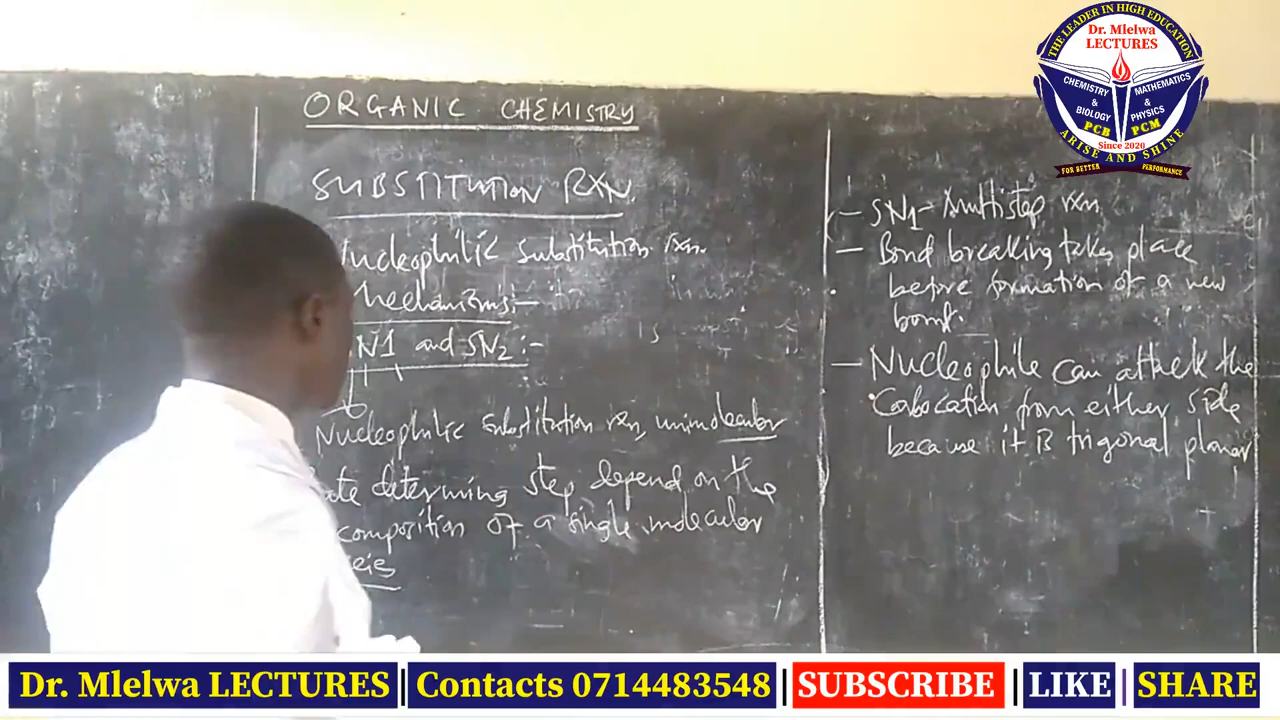 ORGANIC CHEMISTRY
SUBSTITUTION RXN.
Nucleophilic substitution rxn.
Mechanisms:-
SN1 and SN2:-
Nucleophilic substitution rxn, unimolecular
ate determing step depend on the
composition of a single molecular
eies
- SN1- Multistep rxn
- Bond breaking takes place
before formation of a new
bond.
- Nucleophile can attack the
Cabocation from either side
because it is trigonal planar
THE LEADER IN HIGH EDUCATION
Dr. Mlelwa
LECTURES
CHEMISTRY
&
BIOLOGY
PCB
MATHEMATICS
&
PHYSICS
PCM
Since 2020
ARISE AND SHINE
FOR BETTER PERFORMANCE
Dr. Mlelwa LECTURES | Contacts 0714483548 SUBSCRIBE | LIKE | SHARE